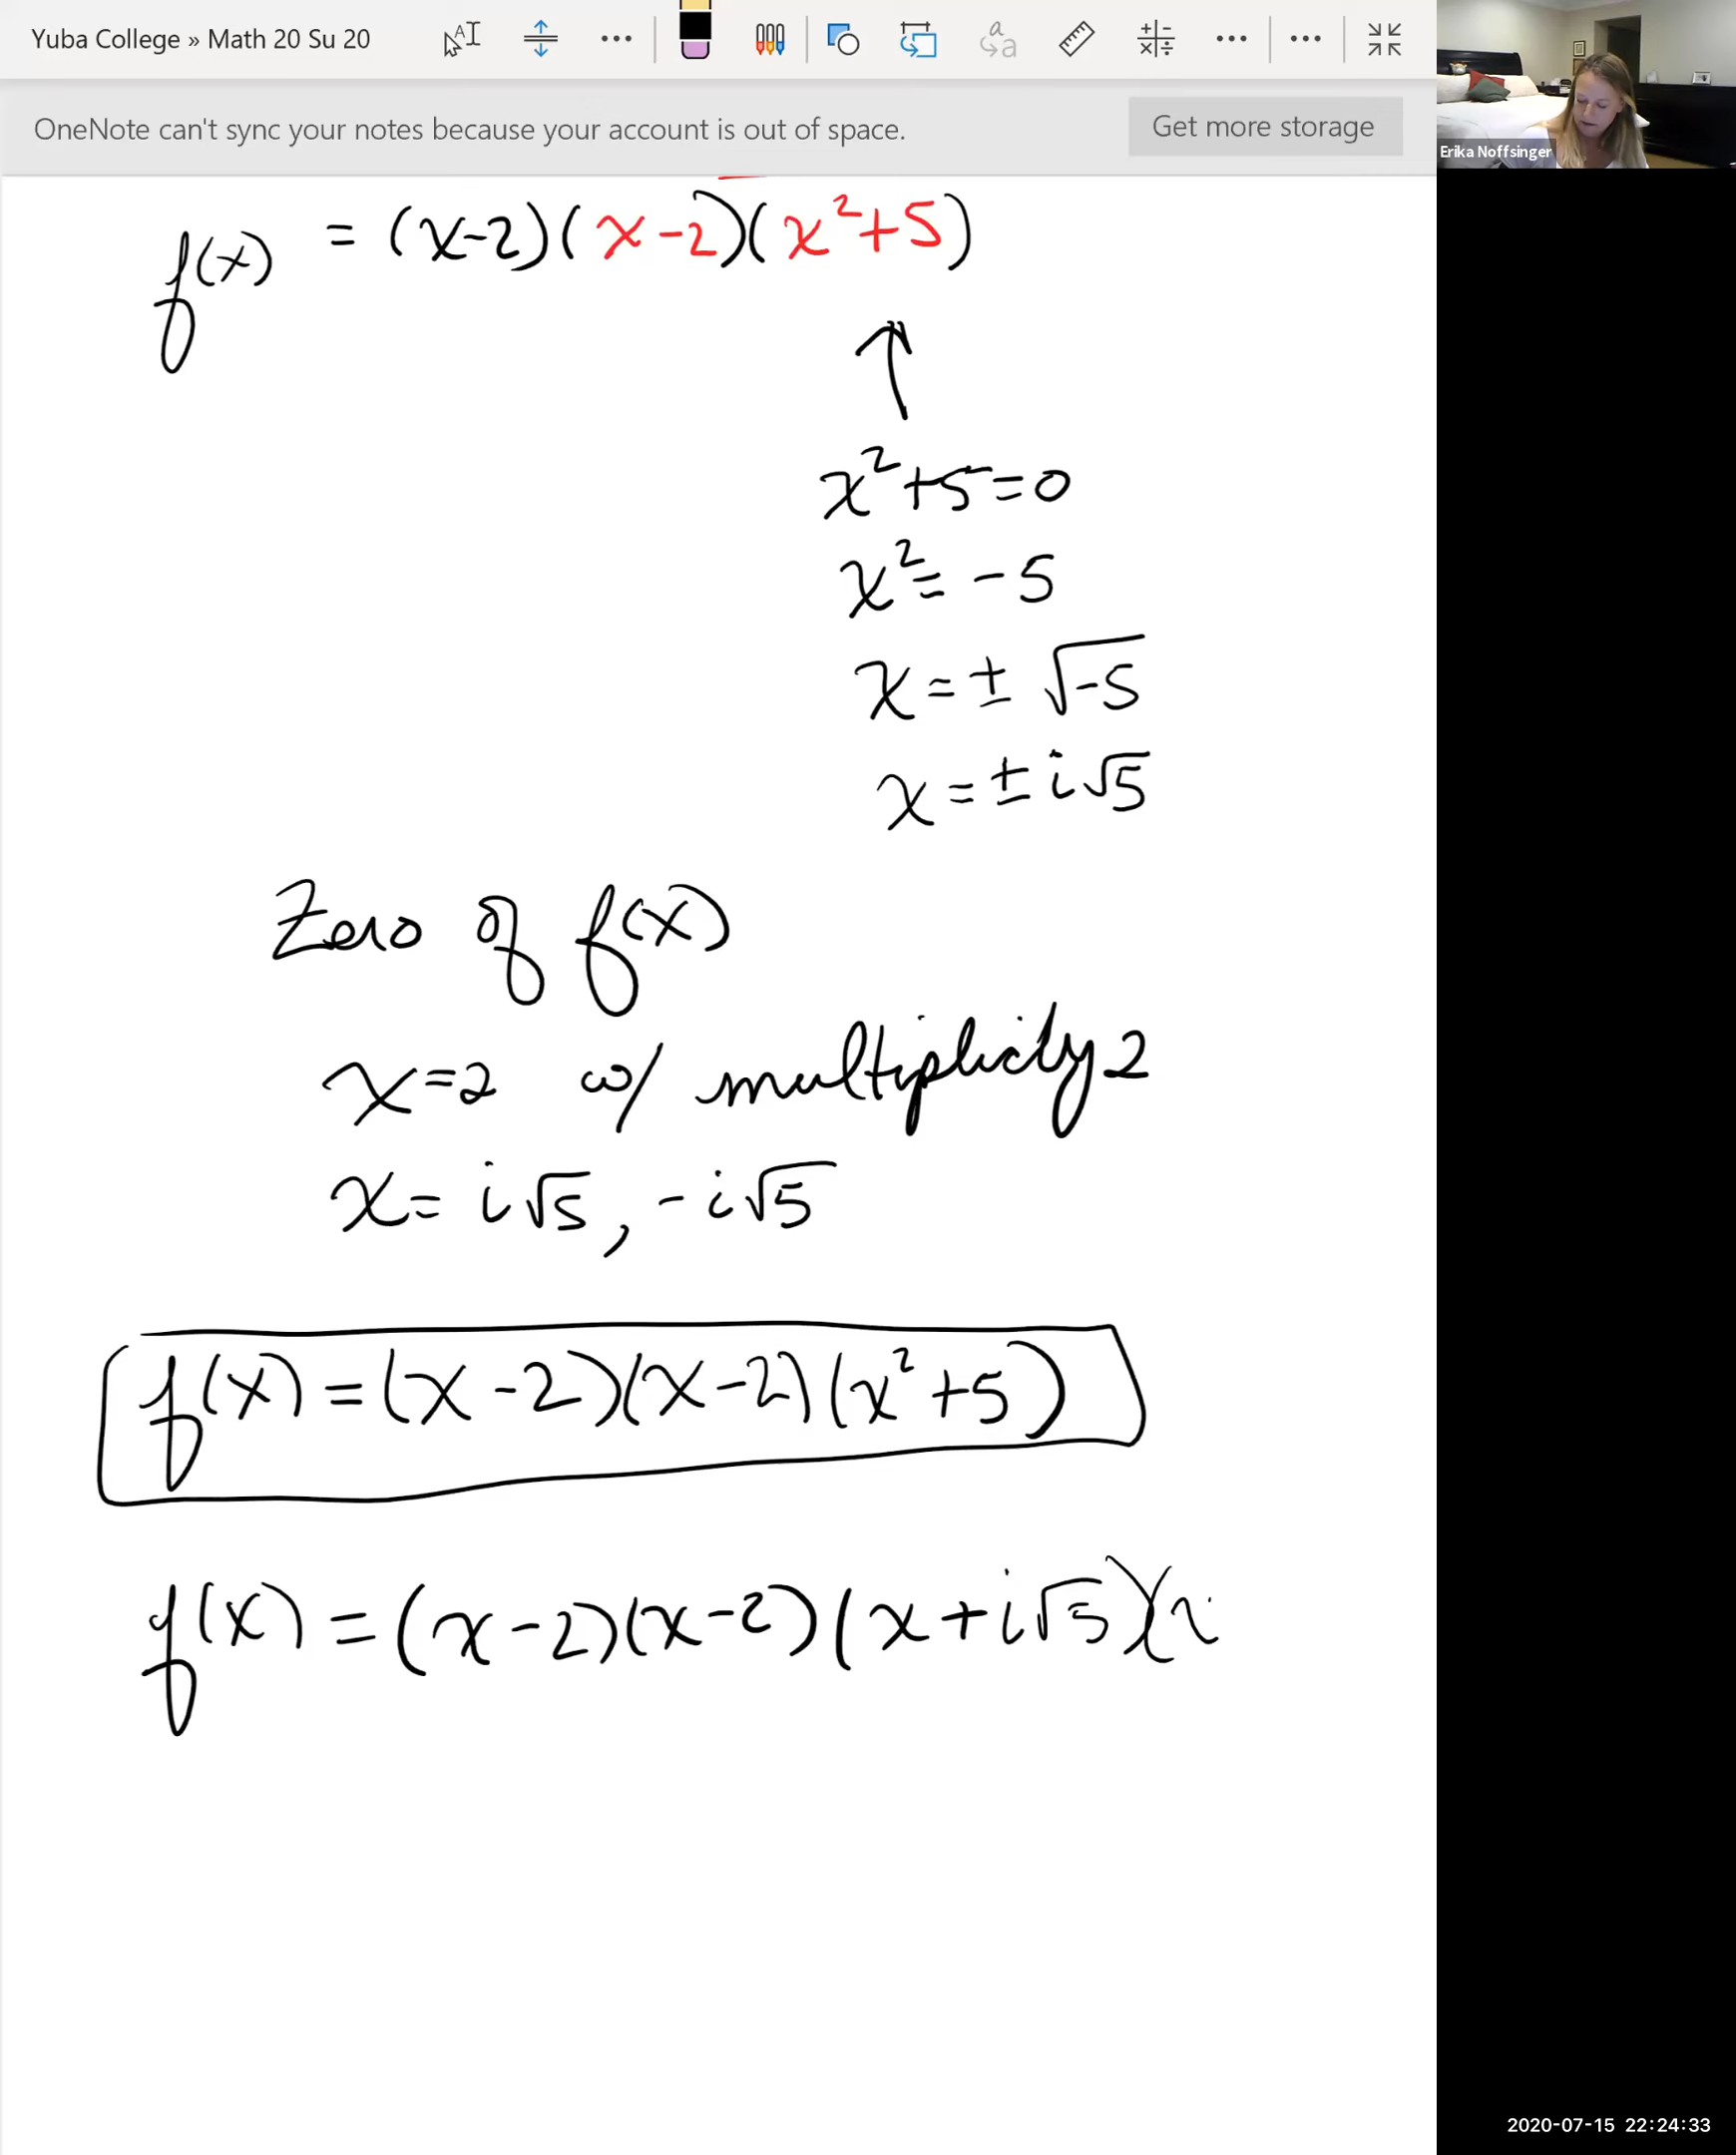 Yuba College » Math 20 Su 20
OneNote can't sync your notes because your account is out of space.
Get more storage
Erika Noffsinger
f(x) = (x-2)(x-2)(x²+5)
x²+5=0
x²=-5
x=± √-5
x=± i√5
Zero of f(x)
x=2 w/ multiplicity 2
x= i√5, -i√5
f(x)=(x-2)(x-2)(x²+5)
f(x)=(x-2)(x-2)(x+i√5)(x
2020-07-15 22:24:33